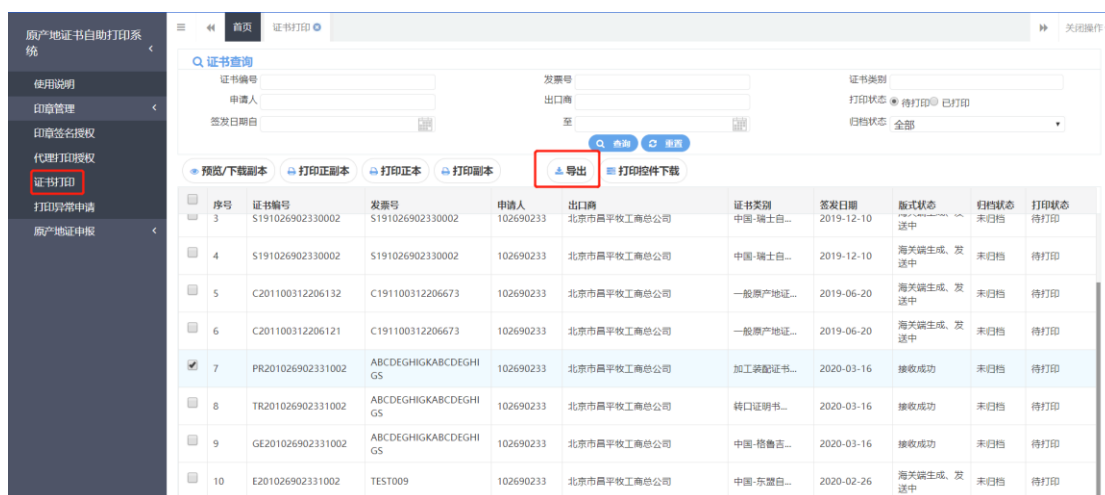 原产地证书自助打印系
统
使用说明
印章管理
印章签名授权
代理打印授权
证书打印
打印异常申请
原产地证申报
首页 证书打印 关闭操作
证书查询
证书编号 发票号 证书类别
申请人 出口商 打印状态 待打印 已打印
签发日期自 至 归档状态 全部
查询 重置
预览/下载副本 打印正副本 打印正本 打印副本 导出 打印控件下载
序号 证书编号 发票号 申请人 出口商 证书类别 签发日期 版式状态 归档状态 打印状态
3 S191026902330002 S191026902330002 102690233 北京市昌平牧工商总公司 中国-瑞士自... 2019-12-10 送中 未归档 待打印
4 S191026902330002 S191026902330002 102690233 北京市昌平牧工商总公司 中国-瑞士自... 2019-12-10 海关端生成、发
送中 未归档 待打印
5 C201100312206132 C191100312206673 102690233 北京市昌平牧工商总公司 一般原产地证... 2019-06-20 海关端生成、发
送中 未归档 待打印
6 C201100312206121 C191100312206673 102690233 北京市昌平牧工商总公司 一般原产地证... 2019-06-20 海关端生成、发
送中 未归档 待打印
7 PR201026902331002 ABCDEGHIGKABCDEGHI
GS 102690233 北京市昌平牧工商总公司 加工装配证书... 2020-03-16 接收成功 未归档 待打印
8 TR201026902331002 ABCDEGHIGKABCDEGHI
GS 102690233 北京市昌平牧工商总公司 转口证明书... 2020-03-16 接收成功 未归档 待打印
9 GE201026902331002 ABCDEGHIGKABCDEGHI
GS 102690233 北京市昌平牧工商总公司 中国-格鲁吉... 2020-03-16 接收成功 未归档 待打印
10 E201026902331002 TEST009 102690233 北京市昌平牧工商总公司 中国-东盟自... 2020-02-26 海关端生成、发
送中 未归档 待打印